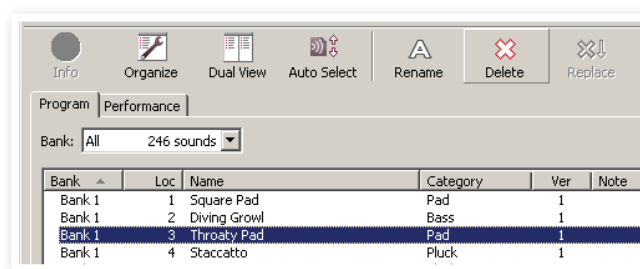 Info Organize Dual View Auto Select Rename Delete Replace
Program Performance
Bank: All 246 sounds
Bank Loc Name Category Ver Note
Bank 1 1 Square Pad Pad 1
Bank 1 2 Diving Growl Bass 1
Bank 1 3 Throaty Pad Pad 1
Bank 1 4 Staccatto Pluck 1